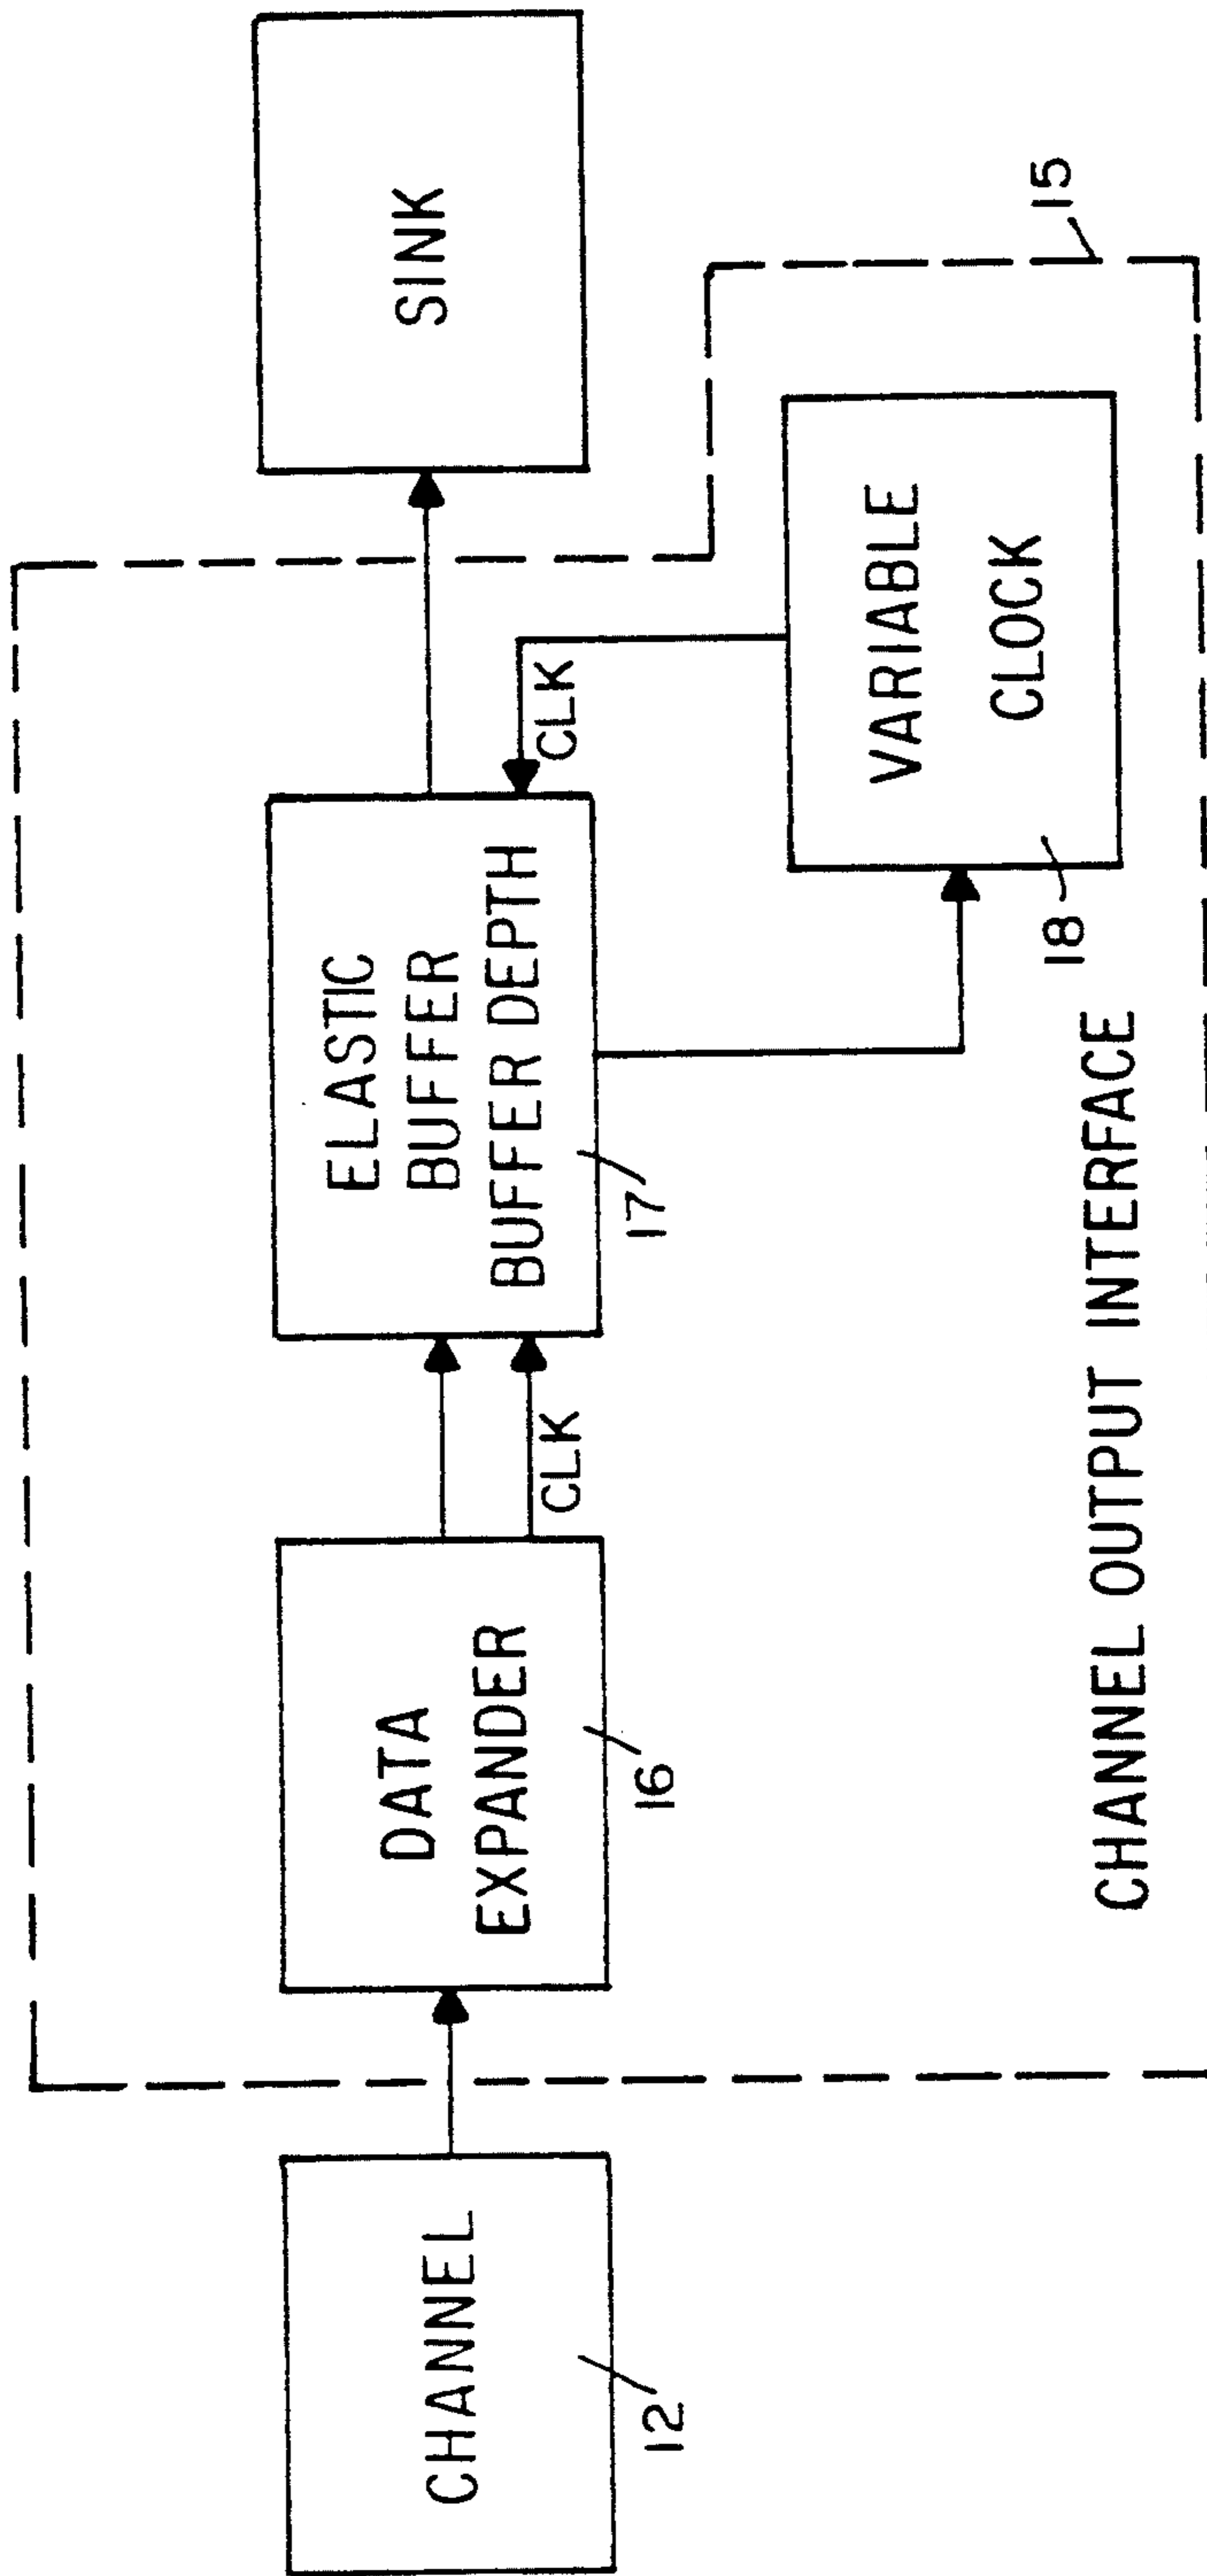 CHANNEL
12
DATA
EXPANDER
16
CLK
ELASTIC
BUFFER
BUFFER DEPTH
17
CLK
SINK
VARIABLE
CLOCK
18
15
CHANNEL OUTPUT INTERFACE